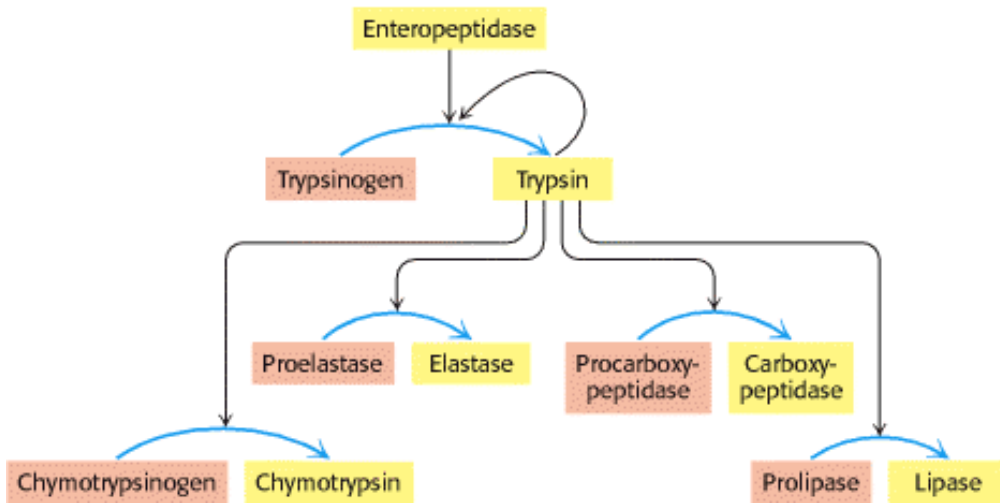 Enteropeptidase
Trypsinogen
Trypsin
Proelastase
Elastase
Procarboxy-
peptidase
Carboxy-
peptidase
Chymotrypsinogen
Chymotrypsin
Prolipase
Lipase